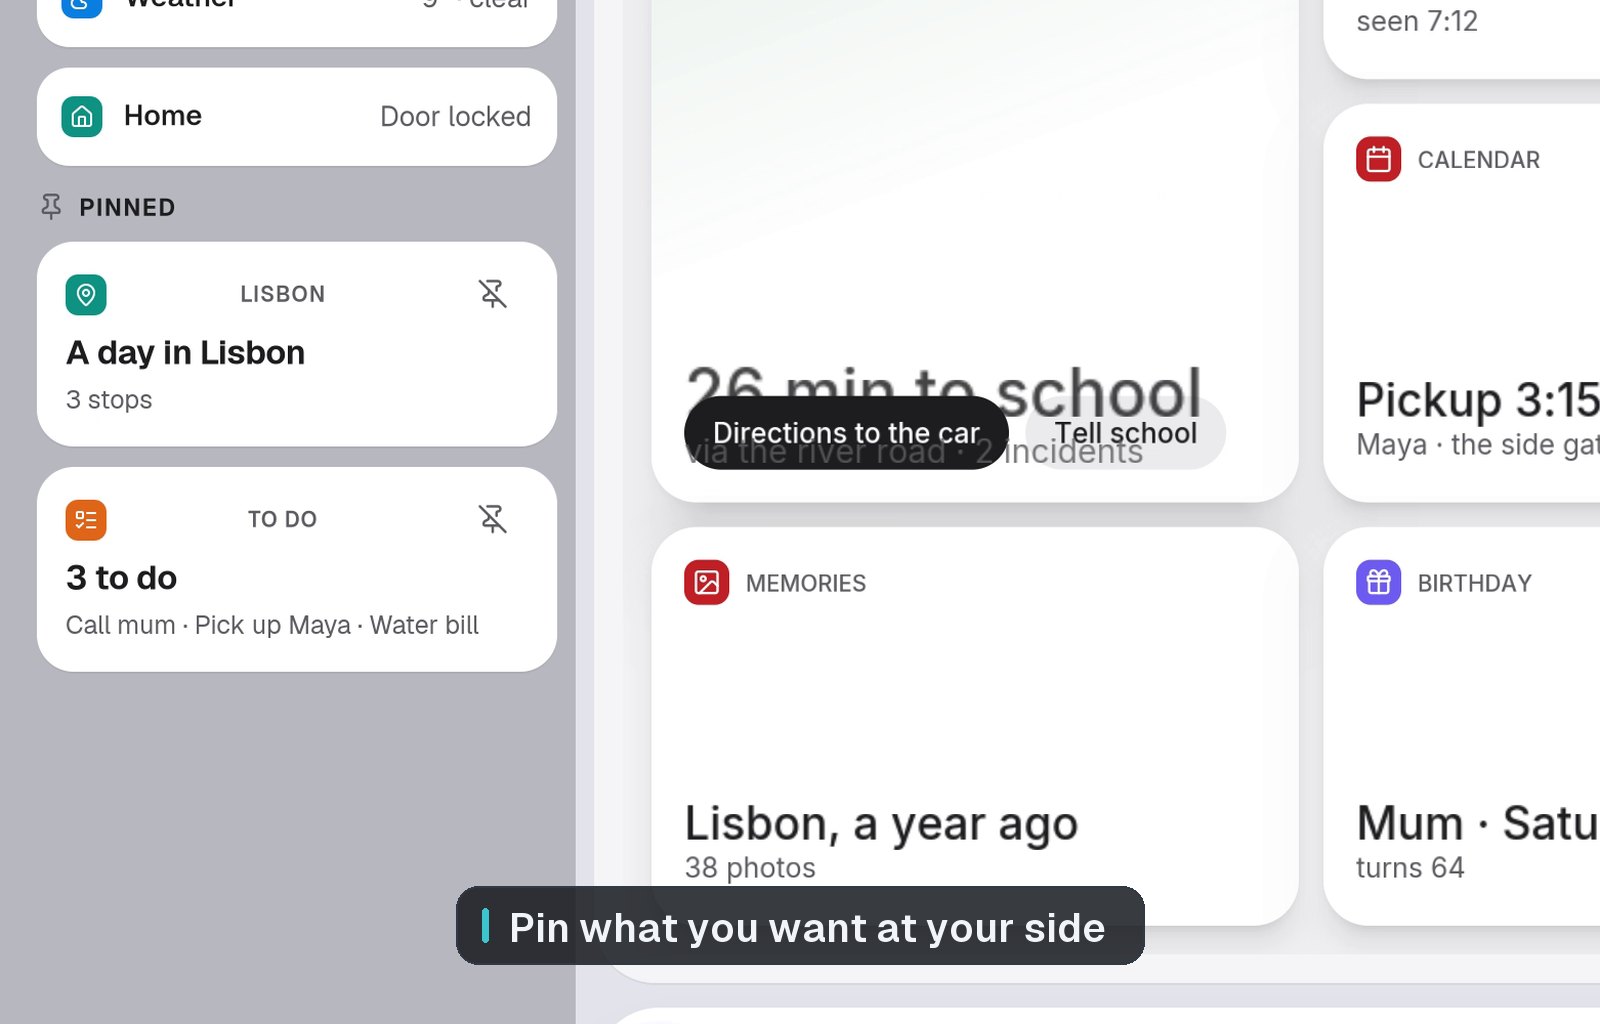 Weather 9° · clear
Home Door locked
PINNED
LISBON
A day in Lisbon
3 stops
TO DO
3 to do
Call mum · Pick up Maya · Water bill
26 min to school
Directions to the car
Tell school
via the river road · 2 incidents
MEMORIES
Lisbon, a year ago
38 photos
seen 7:12
CALENDAR
Pickup 3:15
Maya · the side gat
BIRTHDAY
Mum · Satu
turns 64
Pin what you want at your side